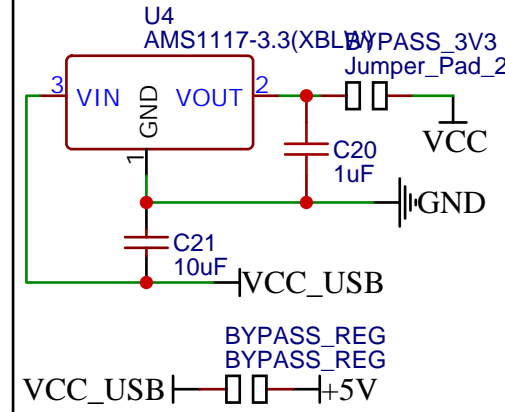 U4
AMS1117-3.3(XBLW)
BYPASS_3V3
Jumper_Pad_2
3
VIN
GND
VOUT
2
1
C20
1uF
VCC
GND
C21
10uF
VCC_USB
BYPASS_REG
BYPASS_REG
VCC_USB
+5V